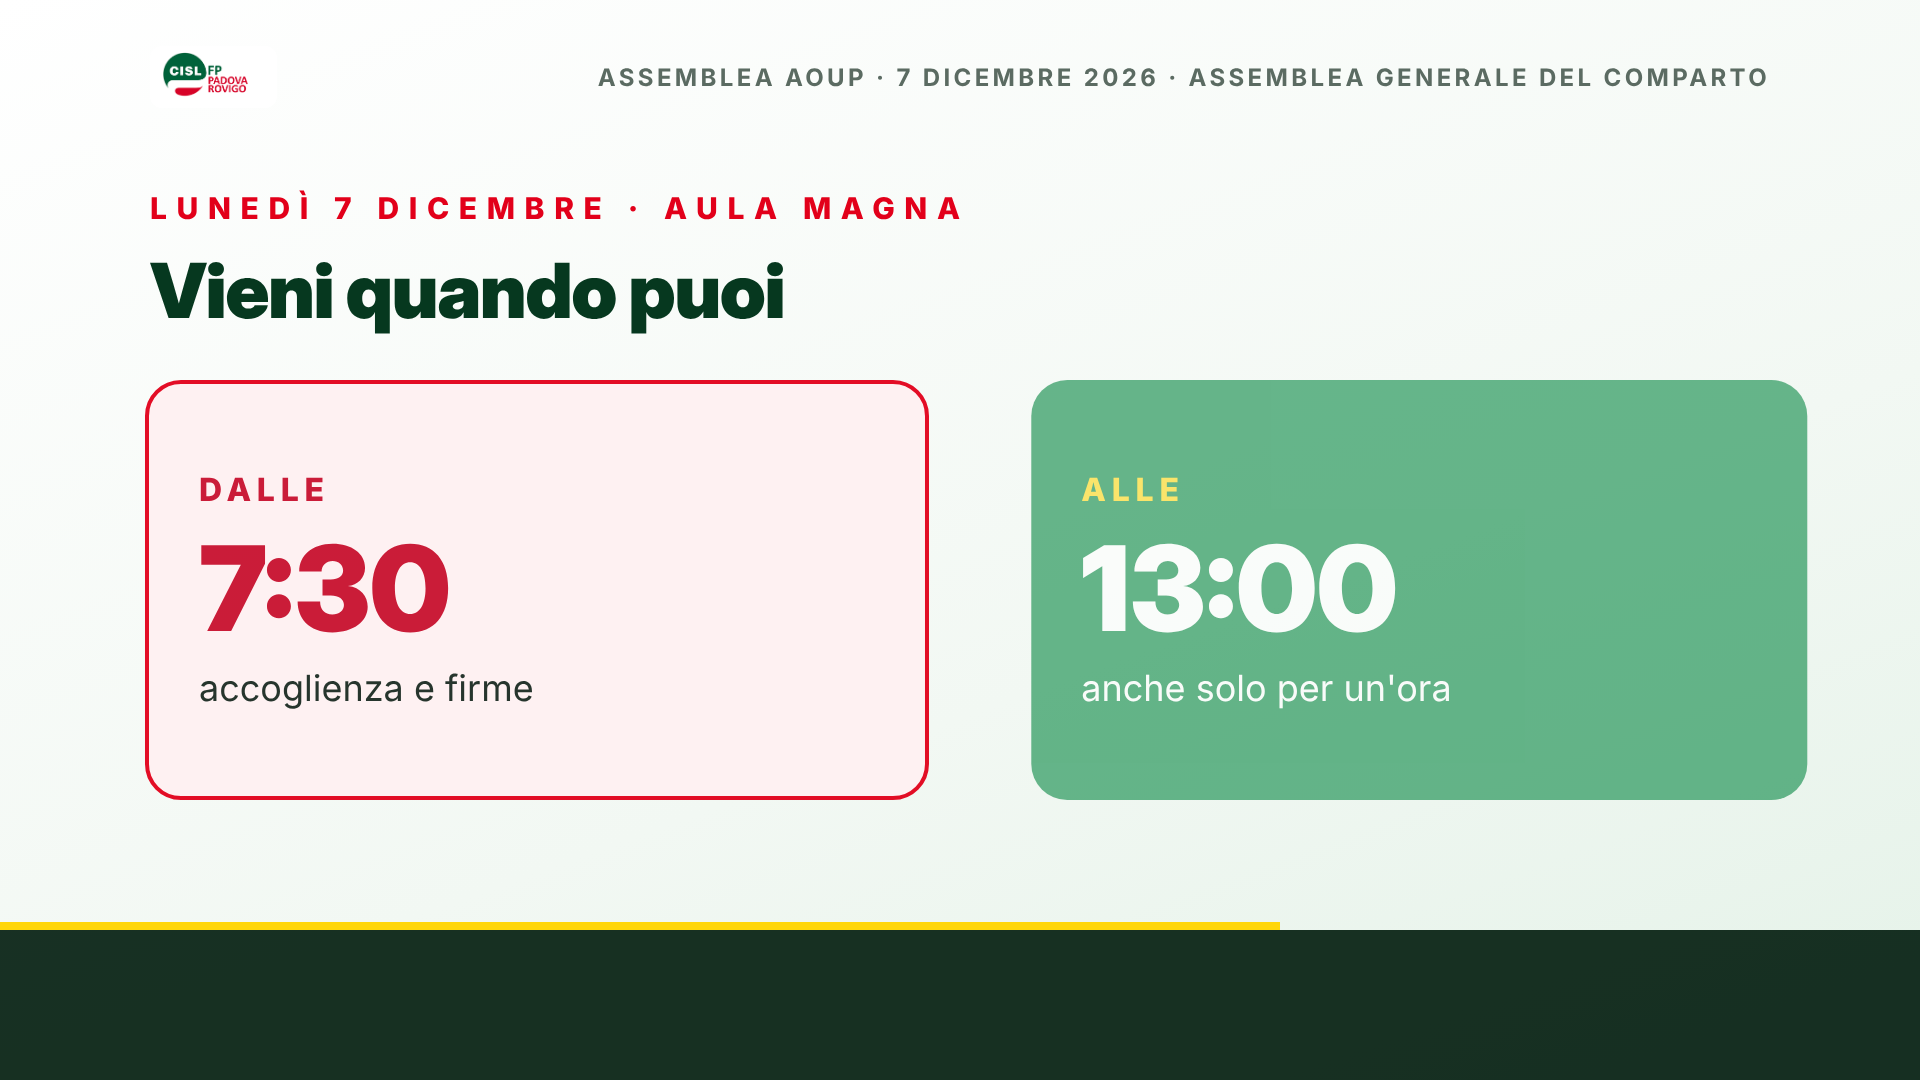 CISL FP
PADOVA
ROVIGO
ASSEMBLEA AOUP · 7 DICEMBRE 2026 · ASSEMBLEA GENERALE DEL COMPARTO
LUNEDÌ 7 DICEMBRE · AULA MAGNA
Vieni quando puoi
DALLE
7:30
accoglienza e firme
ALLE
13:00
anche solo per un'ora